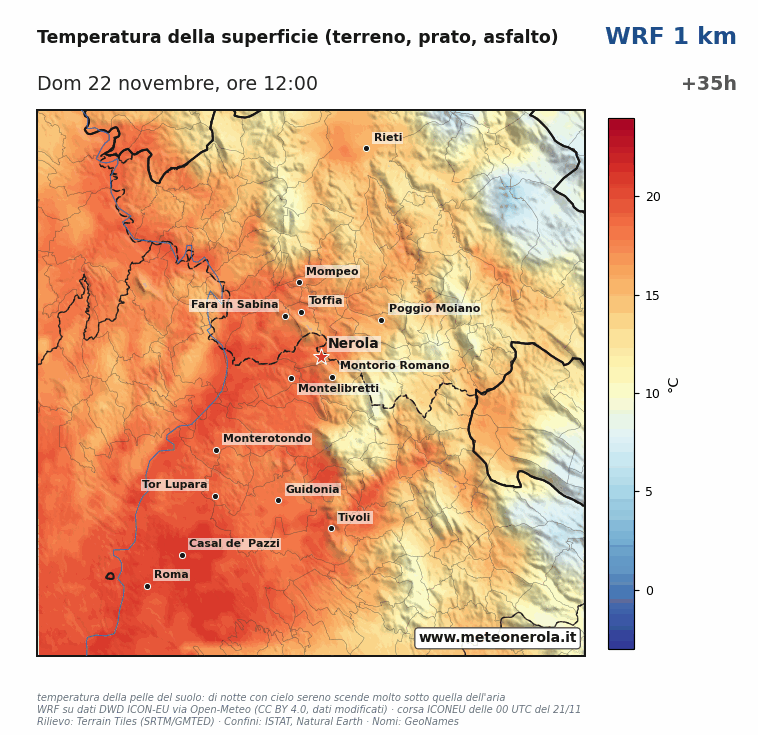 Temperatura della superficie (terreno, prato, asfalto)
WRF 1 km
Dom 22 novembre, ore 12:00
+35h
Rieti
20
Mompeo
Fara in Sabina
Toffia
Poggio Moiano
15
Nerola
Montorio Romano
Montelibretti
10
°C
Monterotondo
Tor Lupara
Guidonia
5
Tivoli
Casal de' Pazzi
Roma
0
www.meteonerola.it
temperatura della pelle del suolo: di notte con cielo sereno scende molto sotto quella dell'aria
WRF su dati DWD ICON-EU via Open-Meteo (CC BY 4.0, dati modificati) · corsa ICONEU delle 00 UTC del 21/11
Rilievo: Terrain Tiles (SRTM/GMTED) · Confini: ISTAT, Natural Earth · Nomi: GeoNames